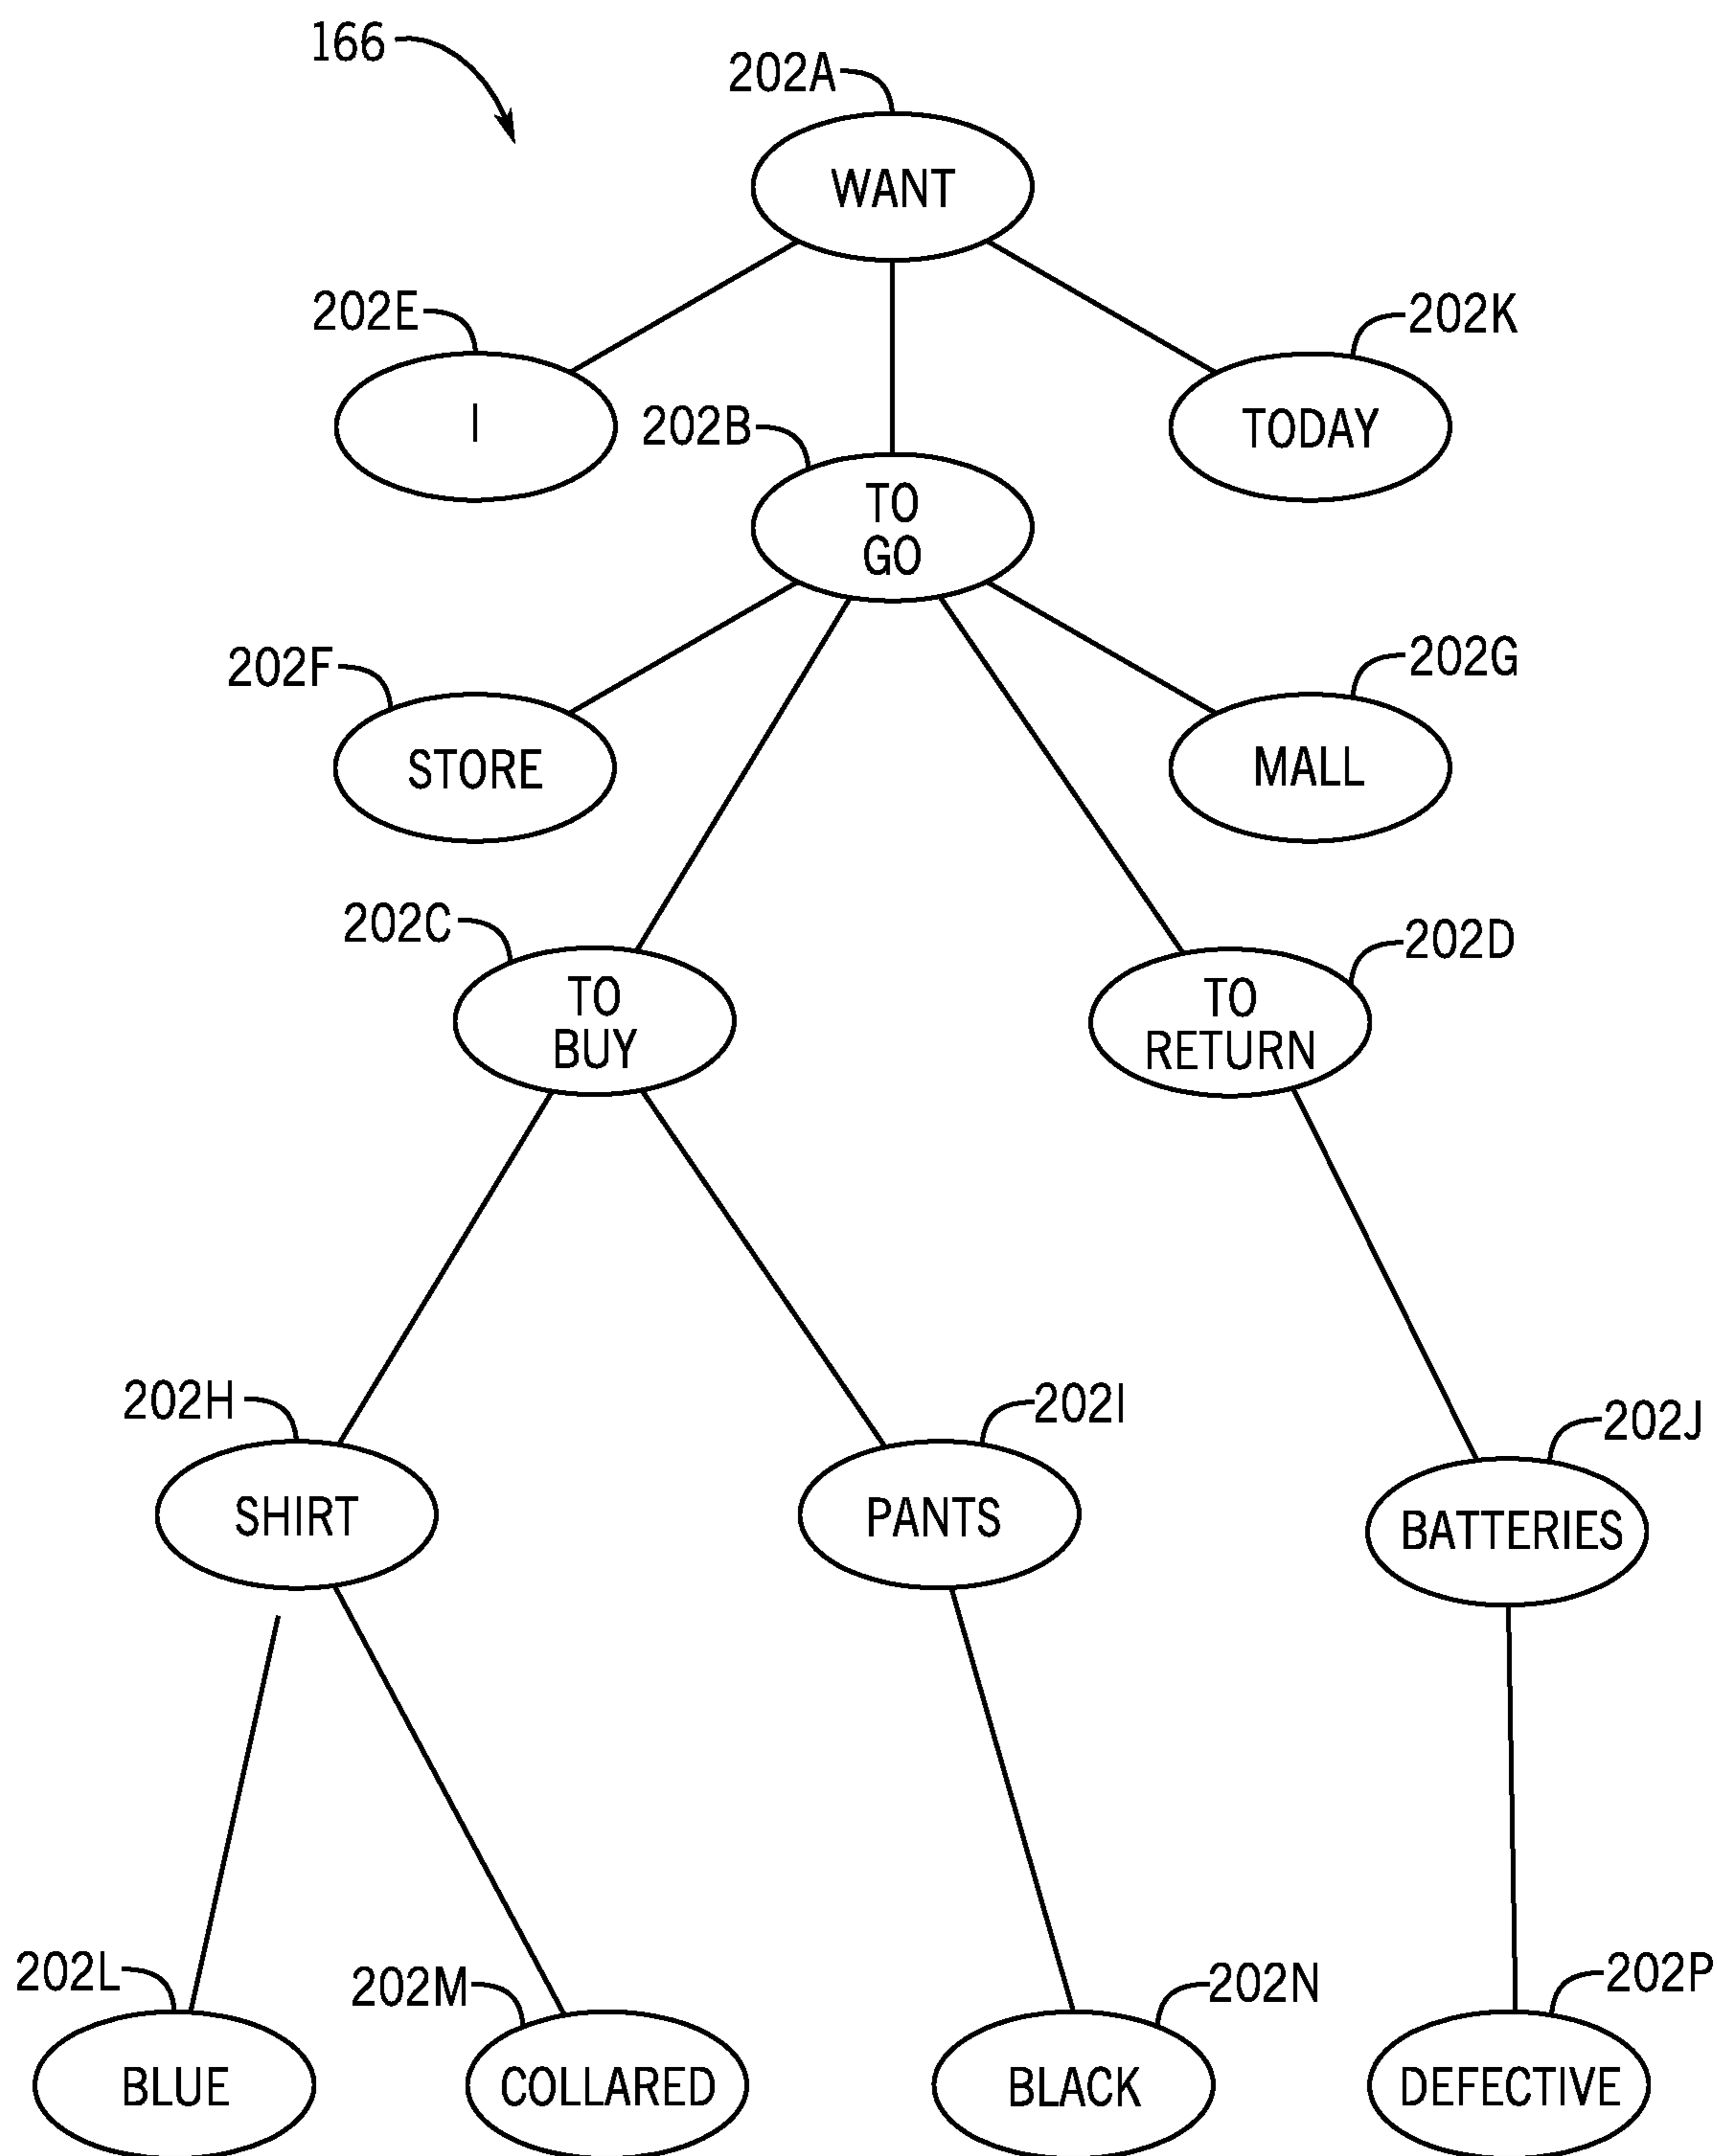 166
202A
WANT
202E
202K
I
202B
TODAY
TO
GO
202F
202G
STORE
MALL
202C
202D
TO
BUY
TO
RETURN
202H
202I
202J
SHIRT
PANTS
BATTERIES
202L
202M
202N
202P
BLUE
COLLARED
BLACK
DEFECTIVE